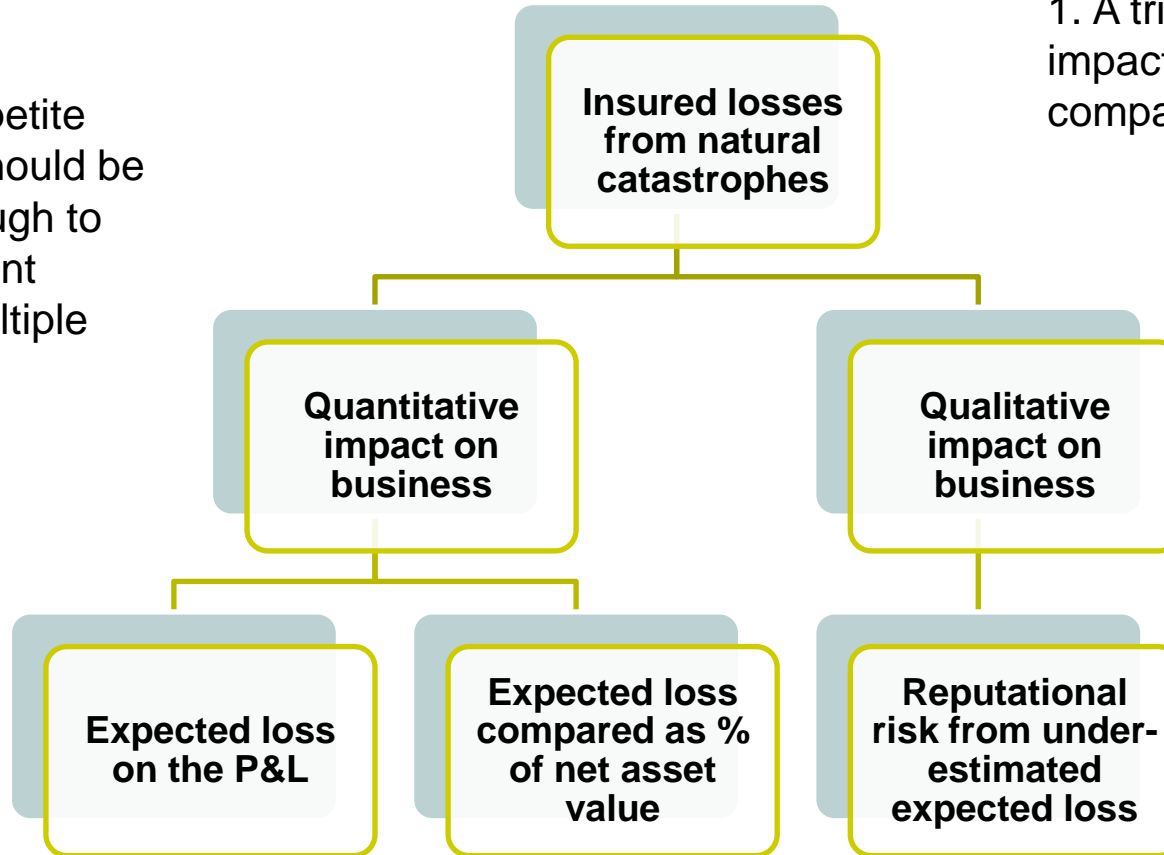 petite
hould be
ugh to
nt
ltiple
1. A tri
impact
compa
Insured losses
from natural
catastrophes
Quantitative
impact on
business
Qualitative
impact on
business
Expected loss
on the P&L
Expected loss
compared as %
of net asset
value
Reputational
risk from under-
estimated
expected loss